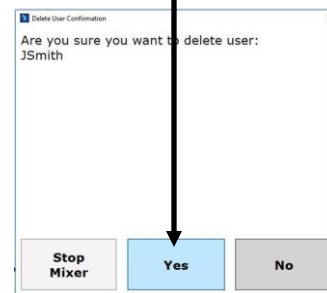 Delete User Confirmation
Are you sure you want to delete user:
JSmith
Stop
Mixer
Yes
No